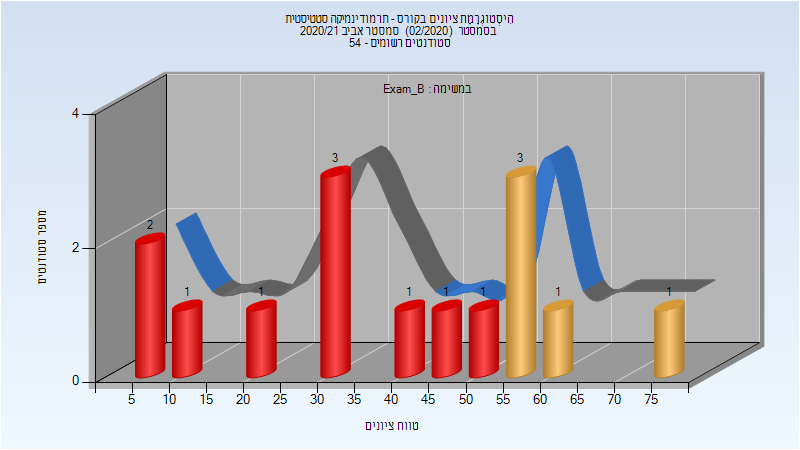 היסטוגרמת ציונים בקורס - תרמודינמיקה סטטיסטית
בסמסטר (02/2020) סמסטר אביב 2020/21
סטודנטים רשומים - 54
במשימה : Exam_B
מספר סטודנטים
4
2
0
2
1
1
3
1
1
1
3
1
1
5 10 15 20 25 30 35 40 45 50 55 60 65 70 75
טווח ציונים